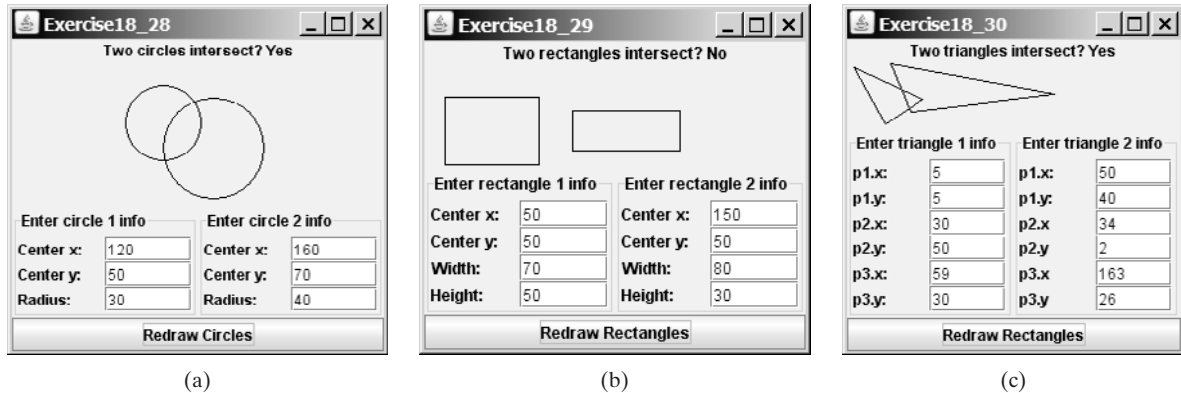 Exercise18_28
Two circles intersect? Yes
Enter circle 1 info
Enter circle 2 info
Center x: 120
Center x: 160
Center y: 50
Center y: 70
Radius: 30
Radius: 40
Redraw Circles
(a)
Exercise18_29
Two rectangles intersect? No
Enter rectangle 1 info
Enter rectangle 2 info
Center x: 50
Center x: 150
Center y: 50
Center y: 50
Width: 70
Width: 80
Height: 50
Height: 30
Redraw Rectangles
(b)
Exercise18_30
Two triangles intersect? Yes
Enter triangle 1 info
Enter triangle 2 info
p1.x: 5
p1.x: 50
p1.y: 5
p1.y: 40
p2.x 30
p2.x 34
p2.y: 50
p2.y 2
p3.x: 59
p3.x 163
p3.y: 30
p3.y 26
Redraw Rectangles
(c)